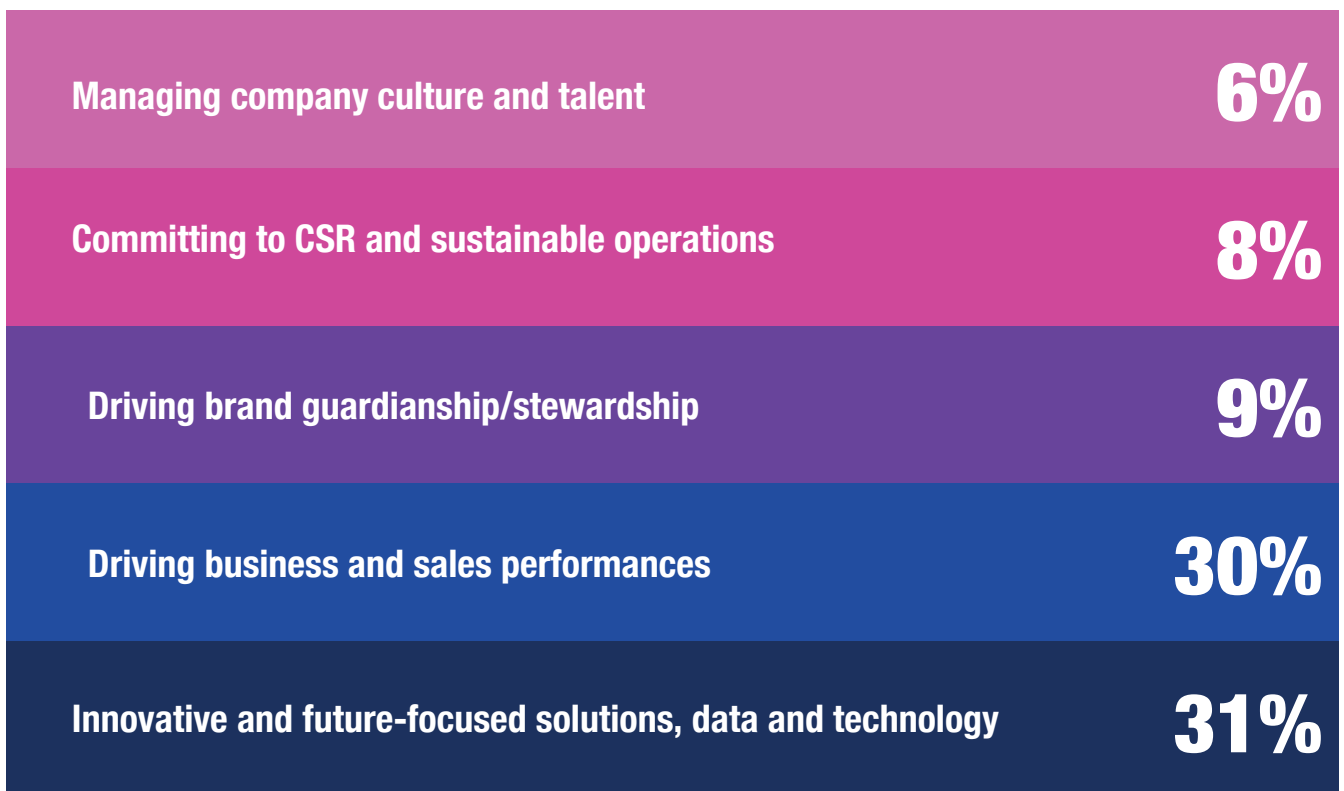 Managing company culture and talent 6%
Committing to CSR and sustainable operations 8%
Driving brand guardianship/stewardship 9%
Driving business and sales performances 30%
Innovative and future-focused solutions, data and technology 31%